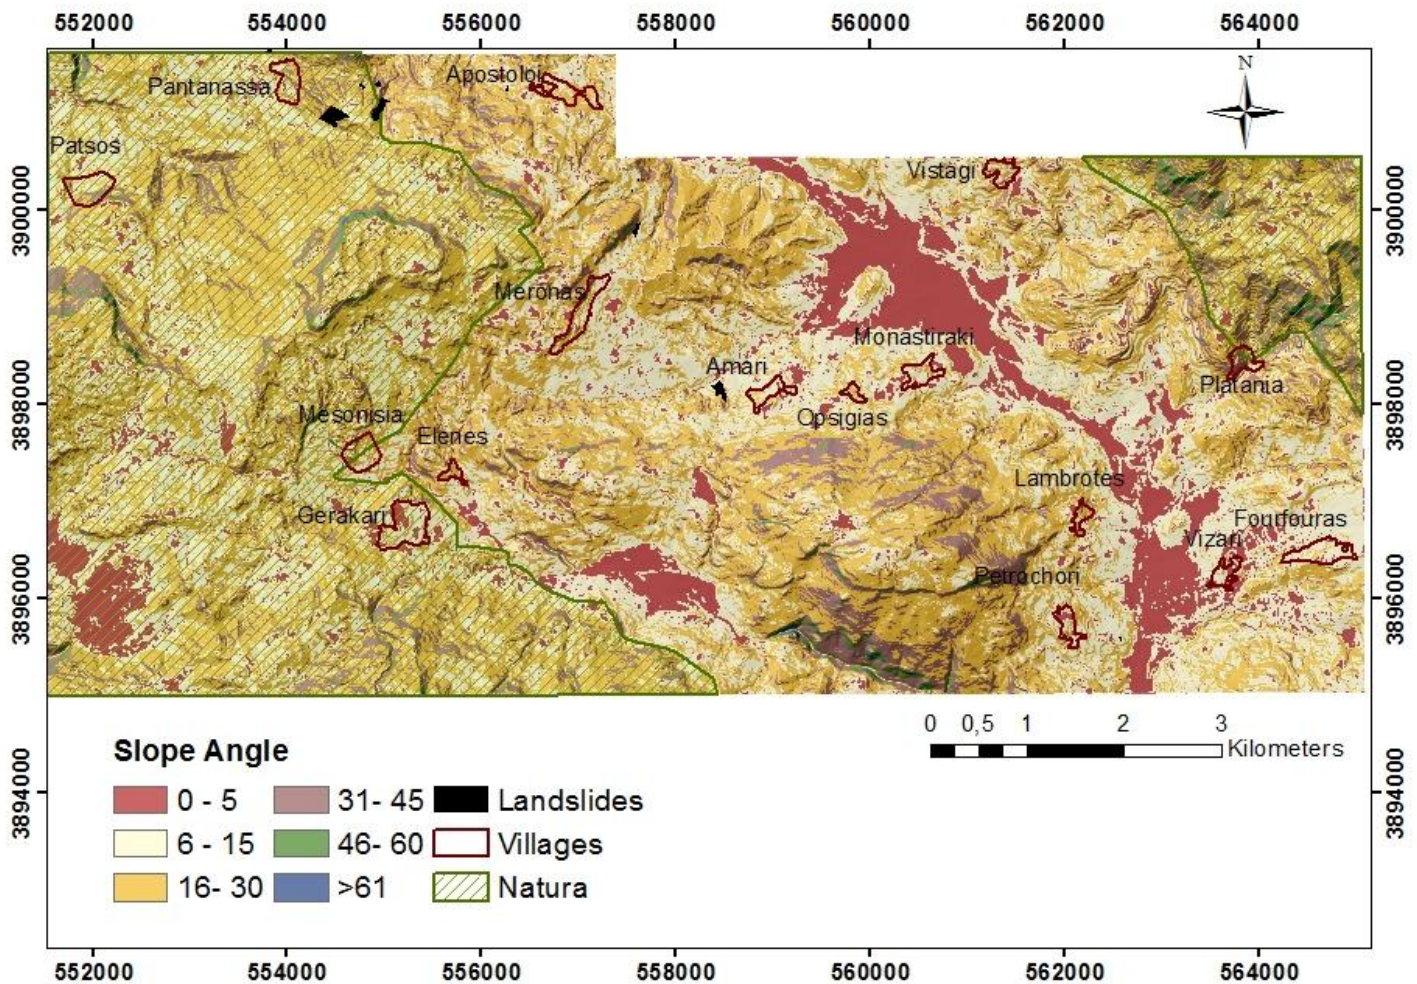 552000 554000 556000 558000 560000 562000 564000
N
Pantanassa
Apostoloi
Patsos
Vistagi
3900000
3900000
Meronas
Monastiraki
Amari
Platania
Opsigias
3898000
3898000
Mesonisia
Elenes
Lambrotes
Gerakari
Fourfouras
Vizari
Petrochori
3896000
3896000
0 0,5 1 2 3
Kilometers
Slope Angle
0 - 5 31- 45 Landslides
6 - 15 46- 60 Villages
16- 30 >61 Natura
3894000
3894000
552000 554000 556000 558000 560000 562000 564000